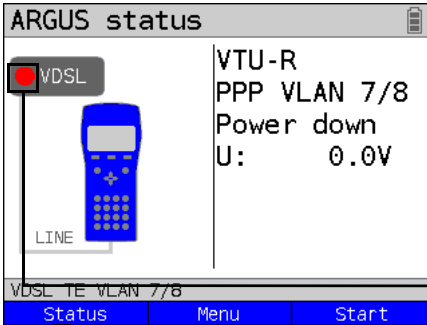 ARGUS status
VDSL
VTU-R
PPP VLAN 7/8
Power down
U: 0.0V
LINE
VDSL TE VLAN 7/8
Status Menu Start